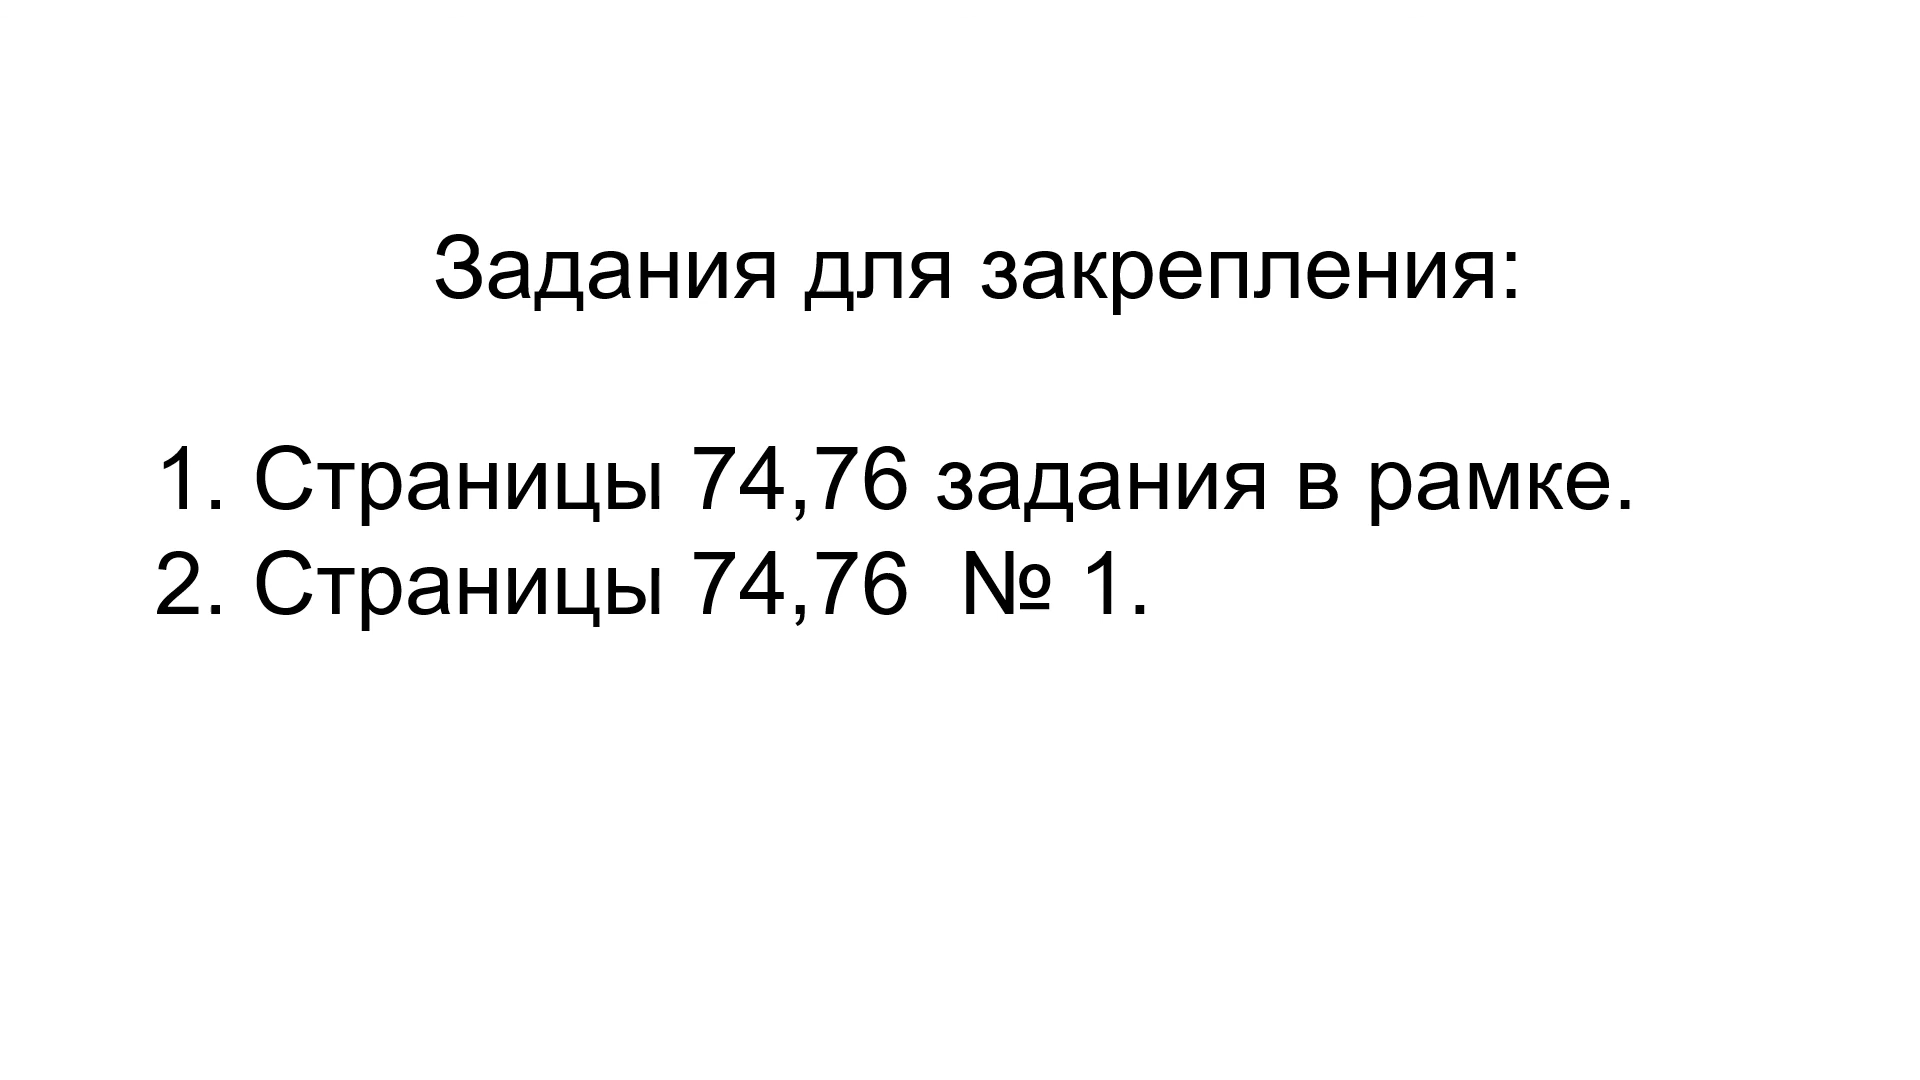 Задания для закрепления:
1. Страницы 74,76 задания в рамке.
2. Страницы 74,76  № 1.